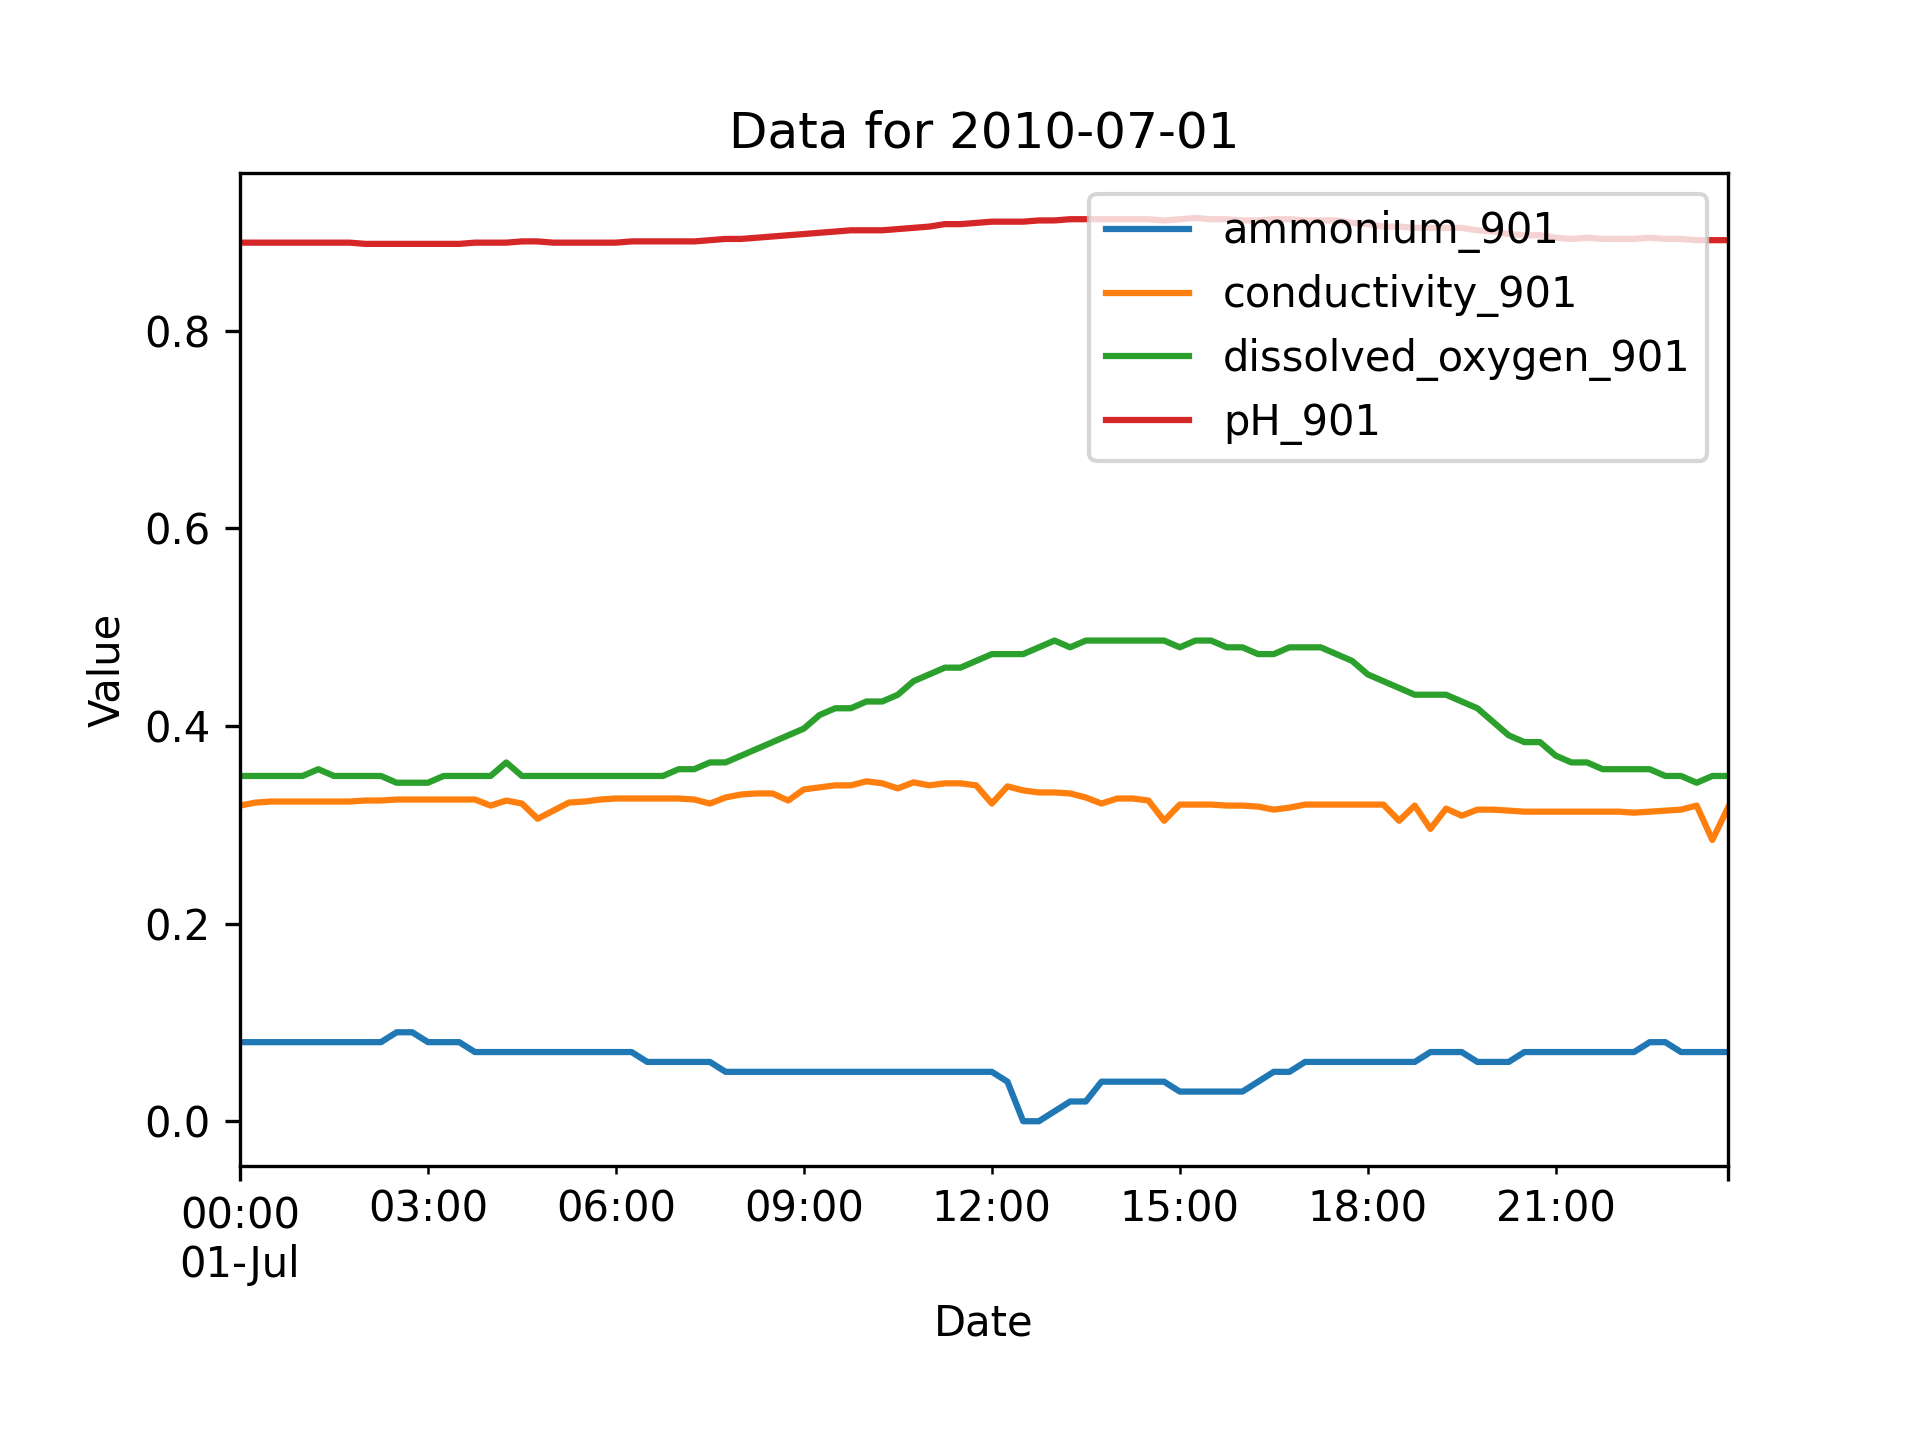 Data for 2010-07-01
ammonium_901
conductivity_901
dissolved_oxygen_901
pH_901
0.8
0.6
0.4
0.2
0.0
Value
00:00 03:00 06:00 09:00 12:00 15:00 18:00 21:00
01-Jul
Date